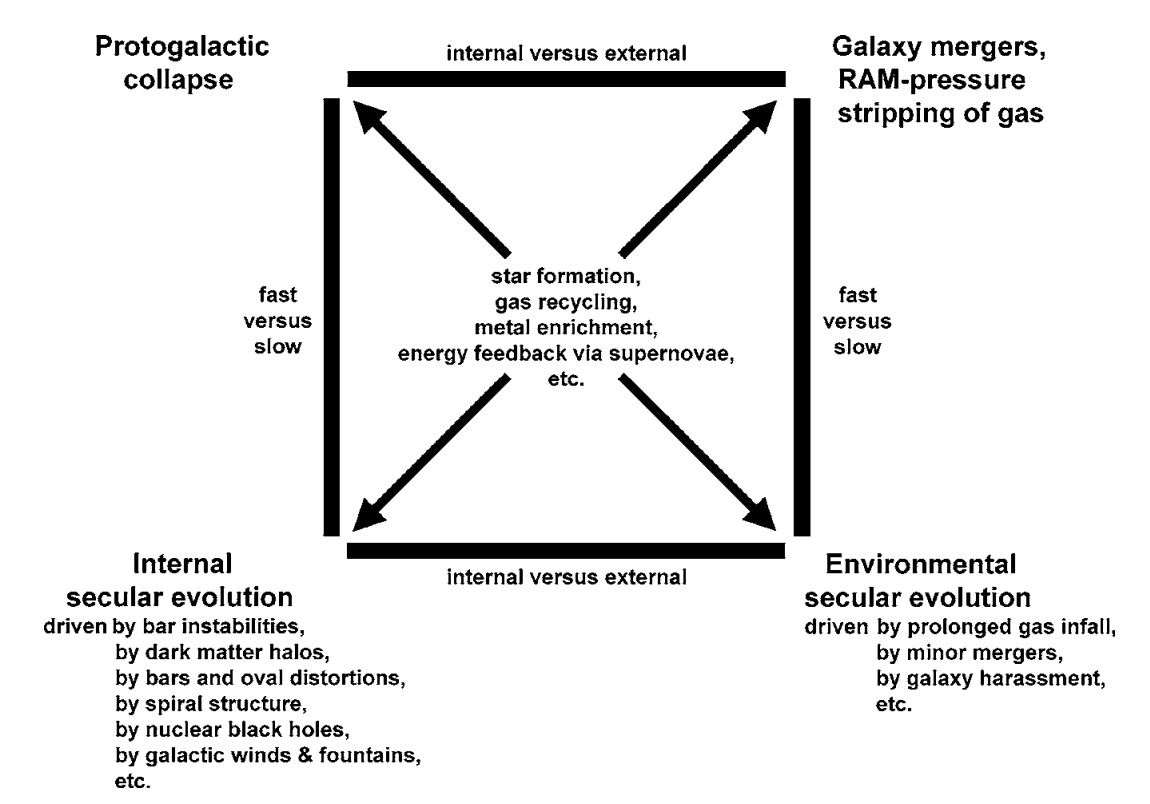 Protogalactic
collapse
internal versus external
Galaxy mergers,
RAM-pressure
stripping of gas
fast
versus
slow
star formation,
gas recycling,
metal enrichment,
energy feedback via supernovae,
etc.
fast
versus
slow
Internal
secular evolution
driven by bar instabilities,
by dark matter halos,
by bars and oval distortions,
by spiral structure,
by nuclear black holes,
by galactic winds & fountains,
etc.
internal versus external
Environmental
secular evolution
driven by prolonged gas infall,
by minor mergers,
by galaxy harassment,
etc.